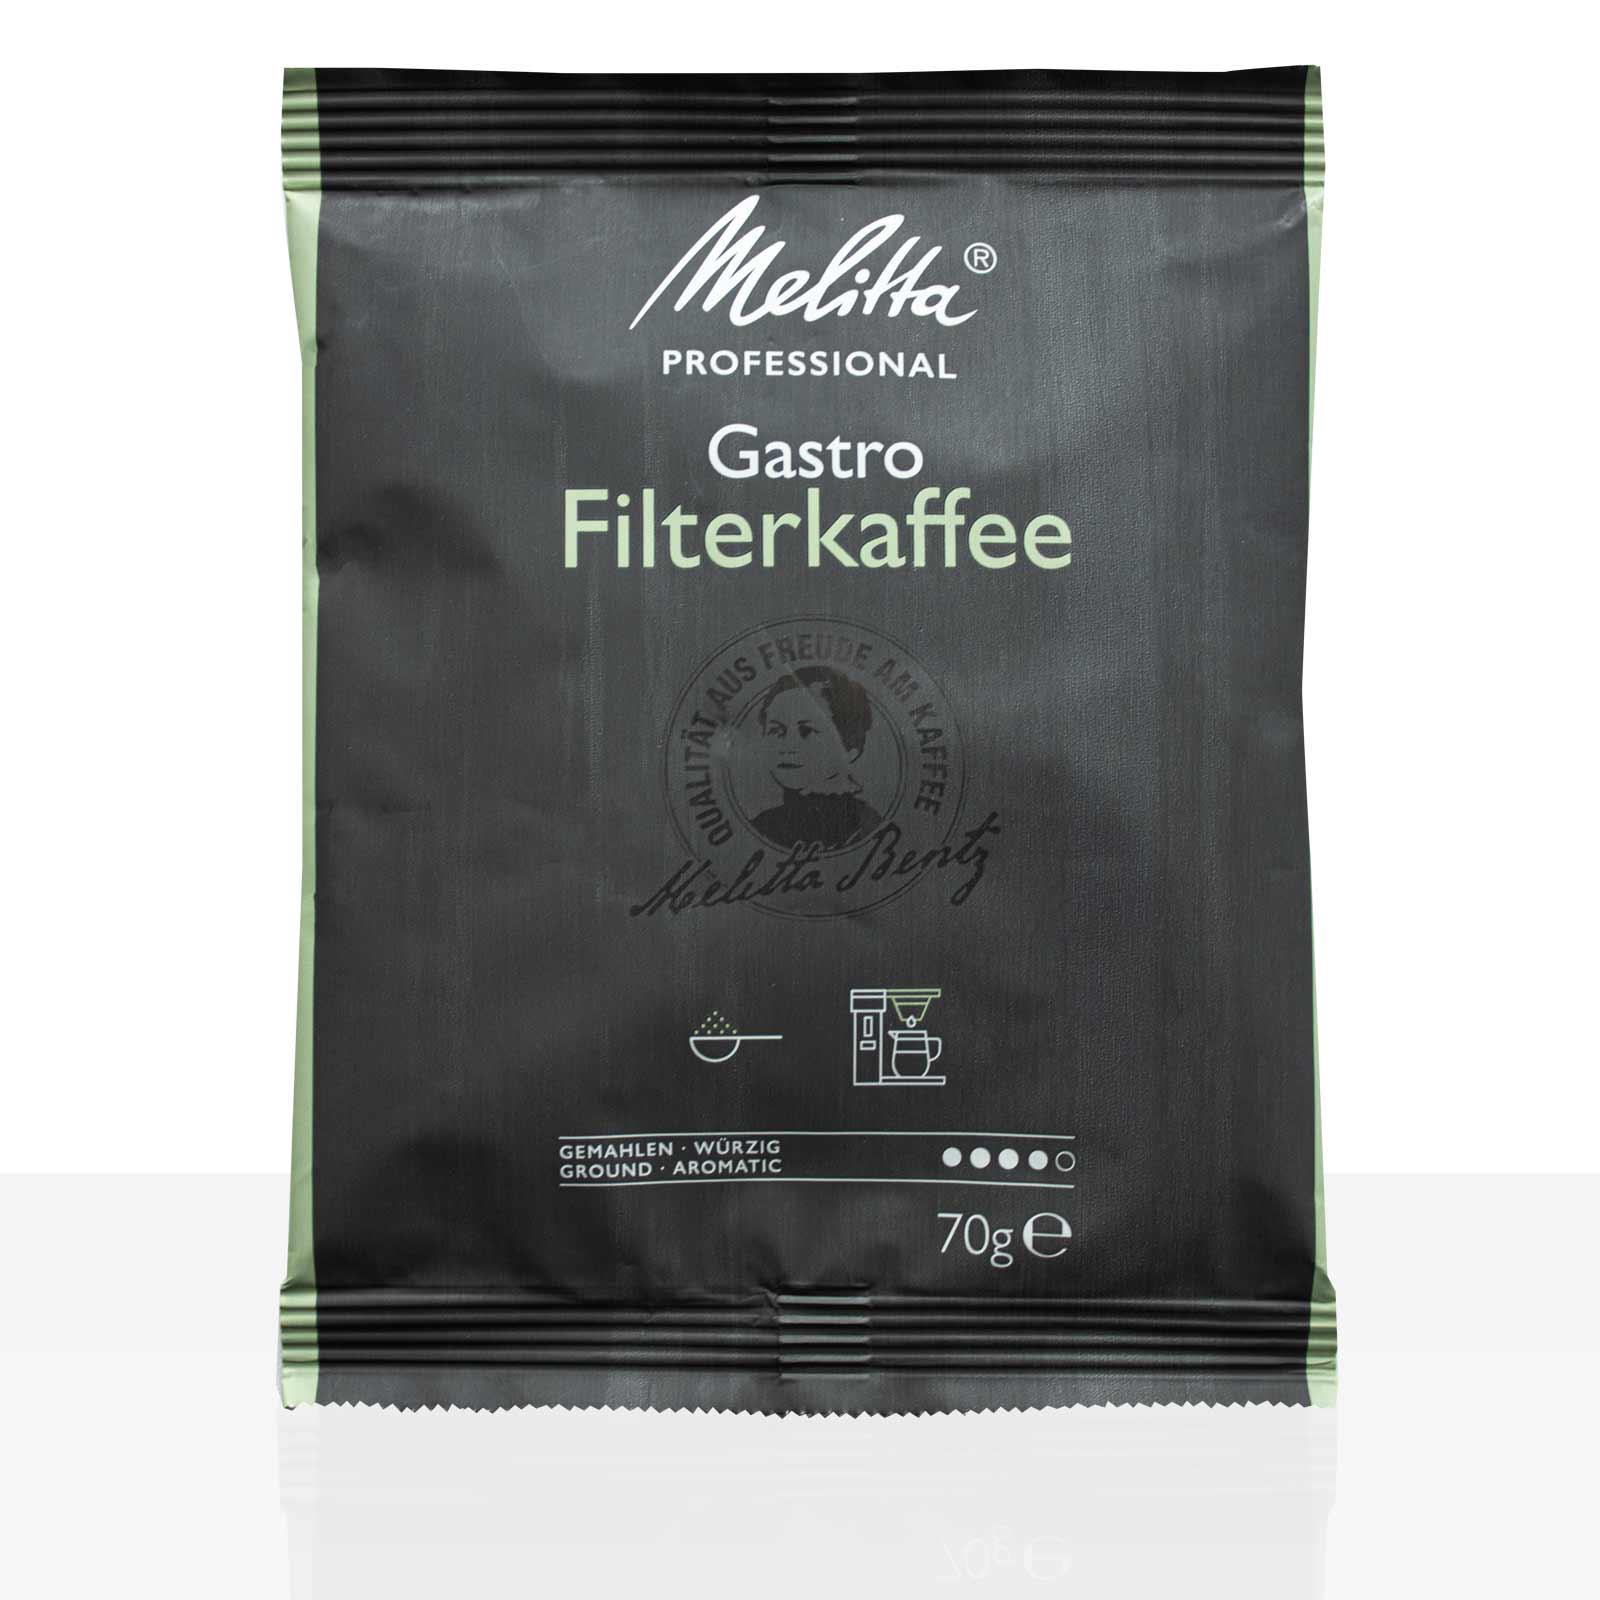 Melitta®
PROFESSIONAL
Gastro
Filterkaffee
QUALITÄT AUS FREUDE AM KAFFEE
Melitta Bentz
GEMAHLEN · WÜRZIG
GROUND · AROMATIC
70g ℮